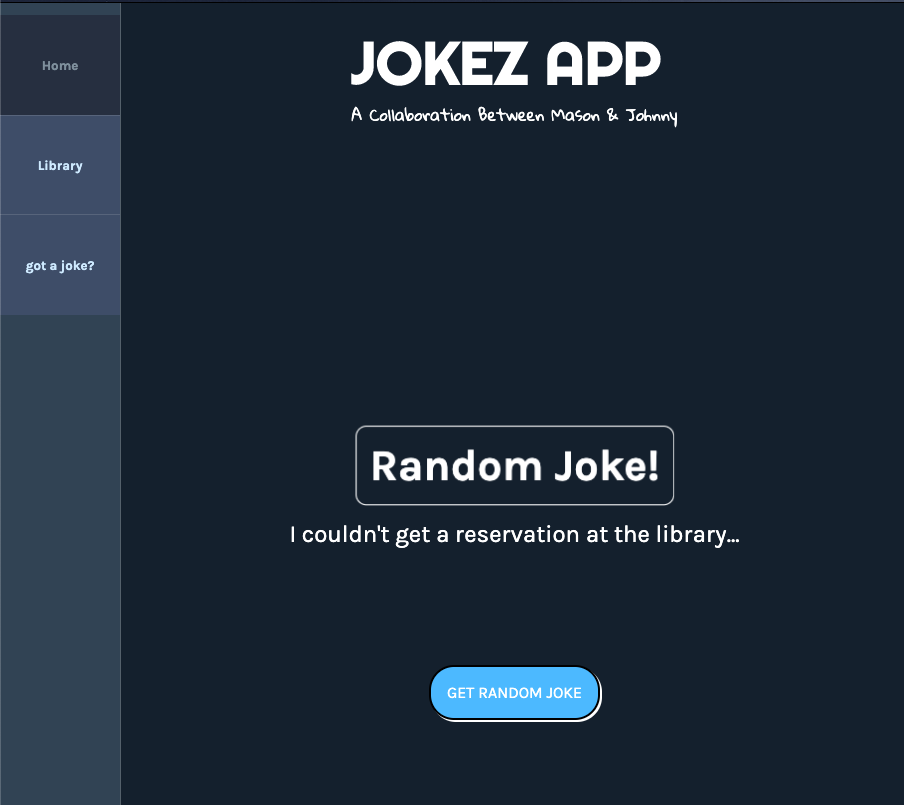 JOKEZ APP
A Collaboration Between Mason & Johnny
Home
Library
got a joke?
Random Joke!
I couldn't get a reservation at the library...
GET RANDOM JOKE